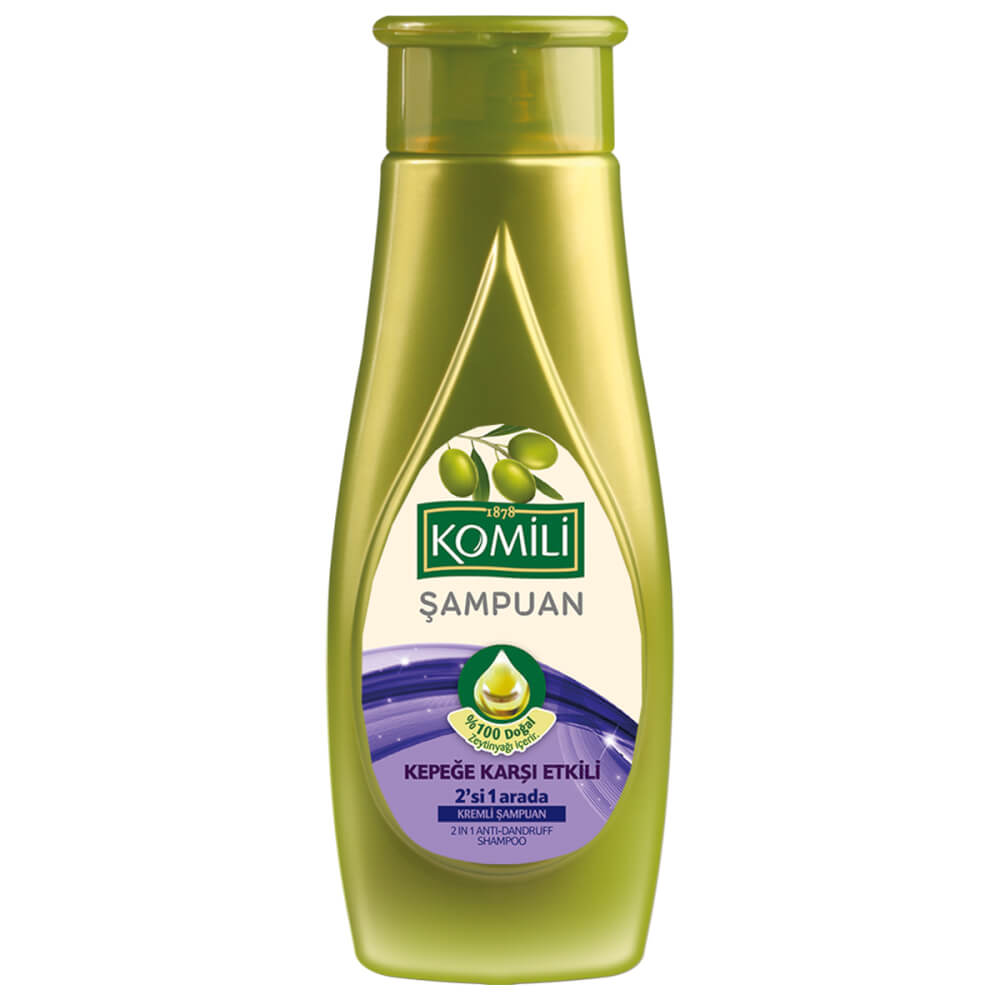 1878
KOMİLİ
ŞAMPUAN
%100 Doğal
Zeytinyağı içerir.
KEPEĞE KARŞI ETKİLİ
2'si 1 arada
KREMLİ ŞAMPUAN
2 IN 1 ANTI-DANDRUFF
SHAMPOO